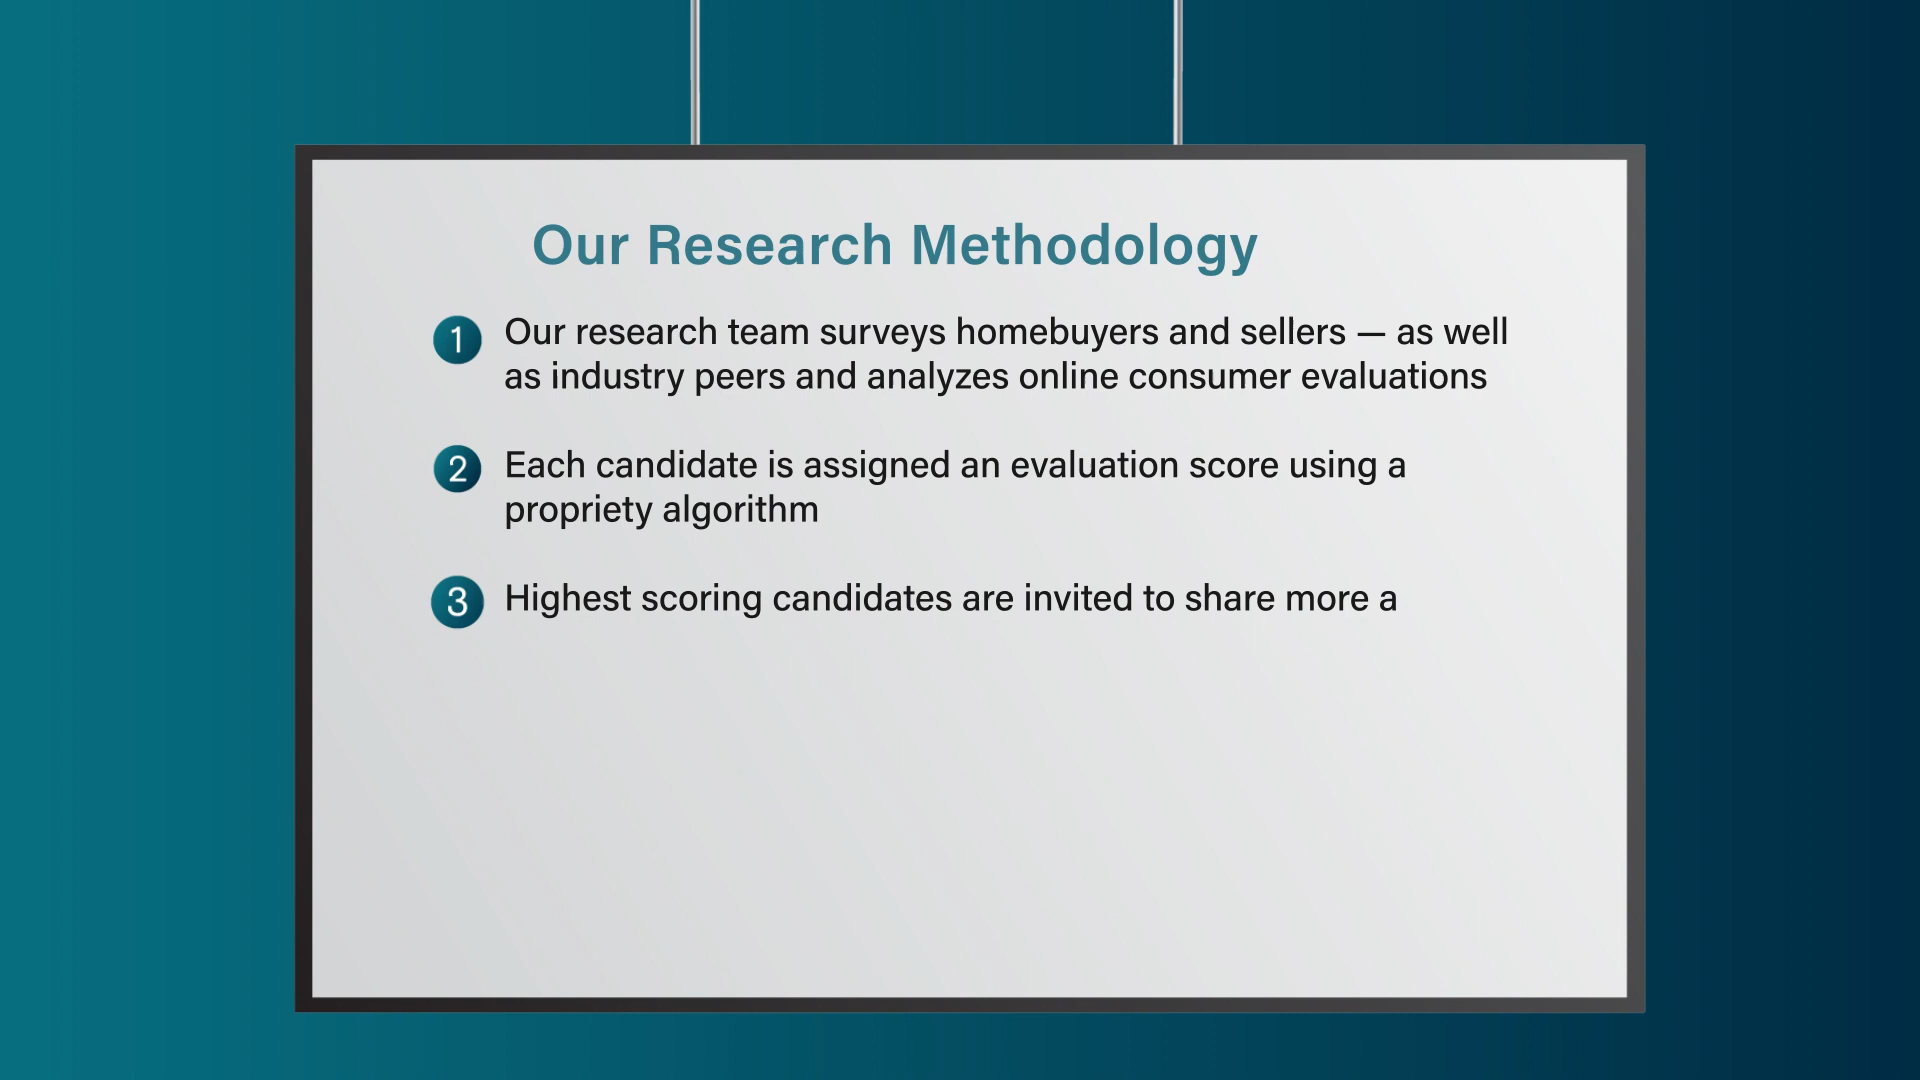 Our Research Methodology
1 Our research team surveys homebuyers and sellers — as well
as industry peers and analyzes online consumer evaluations
2 Each candidate is assigned an evaluation score using a
propriety algorithm
3 Highest scoring candidates are invited to share more a